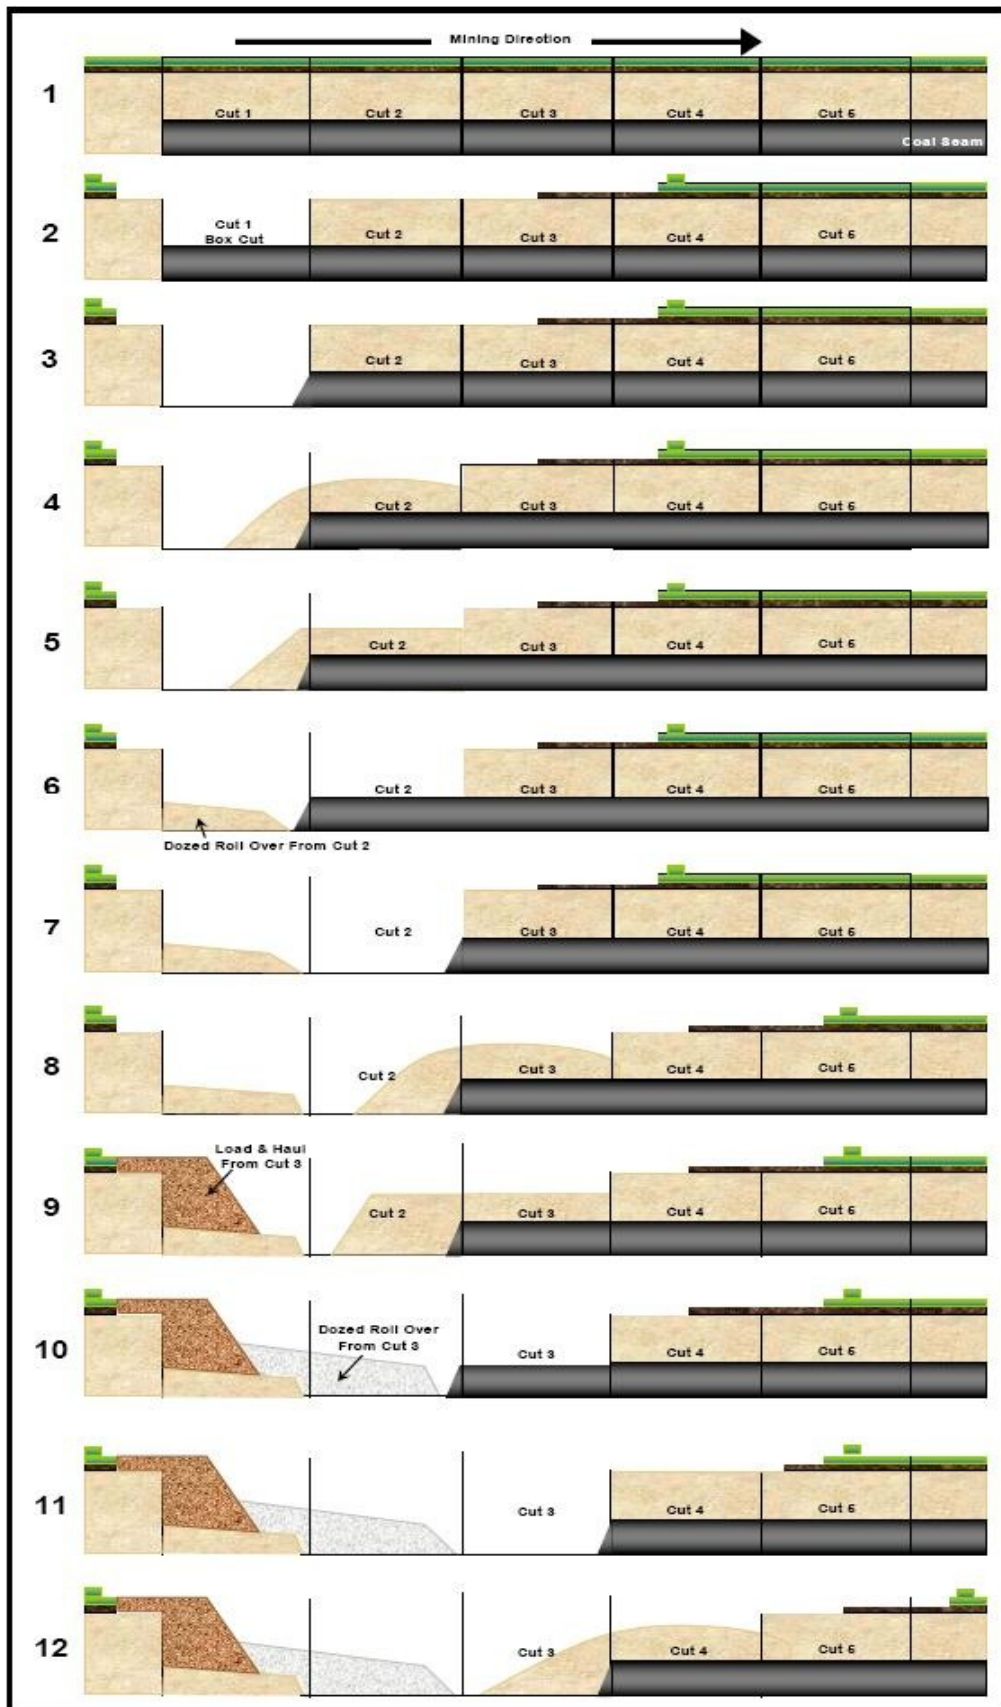 Mining Direction
1 Cut 1 Cut 2 Cut 3 Cut 4 Cut 5
Coal Seam
2 Cut 1
Box Cut Cut 2 Cut 3 Cut 4 Cut 5
3 Cut 2 Cut 3 Cut 4 Cut 5
4 Cut 2 Cut 3 Cut 4 Cut 5
5 Cut 2 Cut 3 Cut 4 Cut 5
6 Cut 2 Cut 3 Cut 4 Cut 5
Dozed Roll Over From Cut 2
7 Cut 2 Cut 3 Cut 4 Cut 5
8 Cut 2 Cut 3 Cut 4 Cut 5
Load & Haul
From Cut 3
9 Cut 2 Cut 3 Cut 4 Cut 5
Dozed Roll Over
From Cut 3
10 Cut 3 Cut 4 Cut 5
11 Cut 3 Cut 4 Cut 5
12 Cut 3 Cut 4 Cut 5